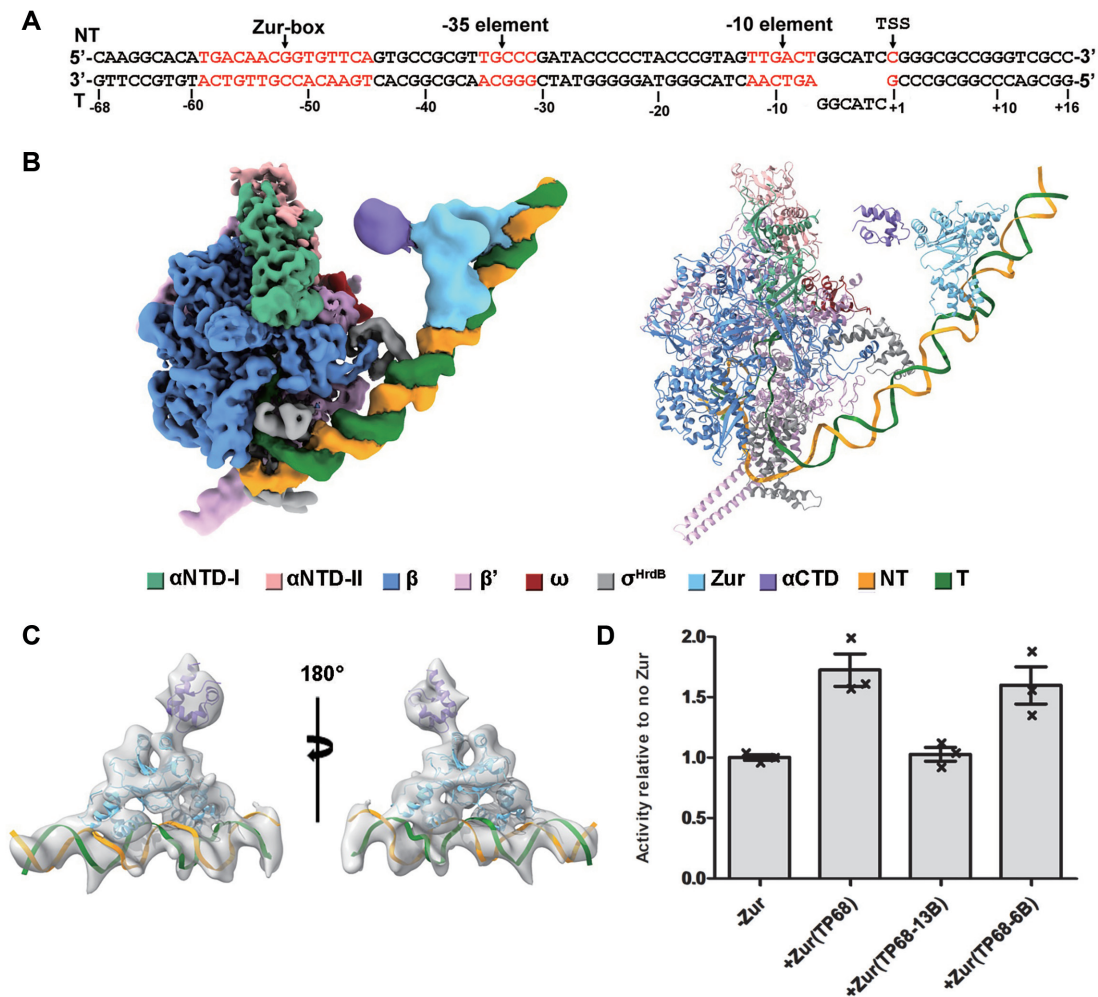 A
NT
Zur-box
-35 element
-10 element
TSS
5'-CAAGGCACATGACAACGGTGTTCAGTGCCGCGTTGCCCGATACCCCCTACCCGTAGTTGACTGGCATCCGGGCGCCGGGTCGCC-3'
3'-GTTCCGTGTACTGTTGCCACAAGTCACGGCGCAACGGGCTATGGGGGATGGGCATCAACTGA GCCCGCGGCCCAGCGG-5'
GGCATC
T
-68 -60 -50 -40 -30 -20 -10 +1 +10 +16
B
αNTD-I αNTD-II β β' ω σHrdB Zur αCTD NT T
C
180°
D
Activity relative to no Zur
2.0
1.5
1.0
0.5
0.0
-Zur
+Zur(TP68)
+Zur(TP68-13B)
+Zur(TP68-6B)